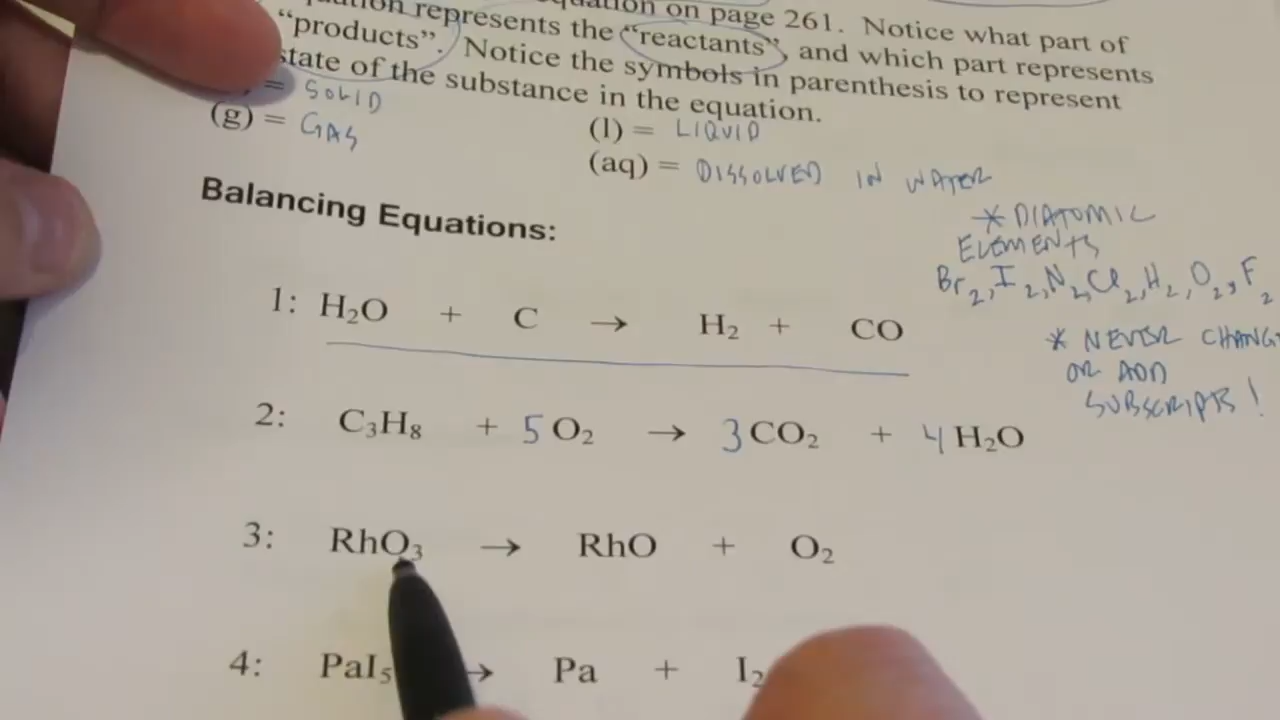 represents the equation on page 261. Notice what part of
“products”. represents the “reactants”, and which part represents
state of the substance in the equation. Notice the symbols in parenthesis to represent
= SOLID
(g) = GAS
(l) = LIQUID
(aq) = DISSOLVED IN WATER
Balancing Equations:
* DIATOMIC
ELEMENTS
Br₂, I₂, N₂, Cl₂, H₂, O₂, F₂
* NEVER CHANG
OR ADD
SUBSCRIPTS!
1: H₂O + C → H₂ + CO
2: C₃H₈ + 5 O₂ → 3 CO₂ + 4 H₂O
3: RhO₃ → RhO + O₂
4: PaI₅ → Pa + I₂